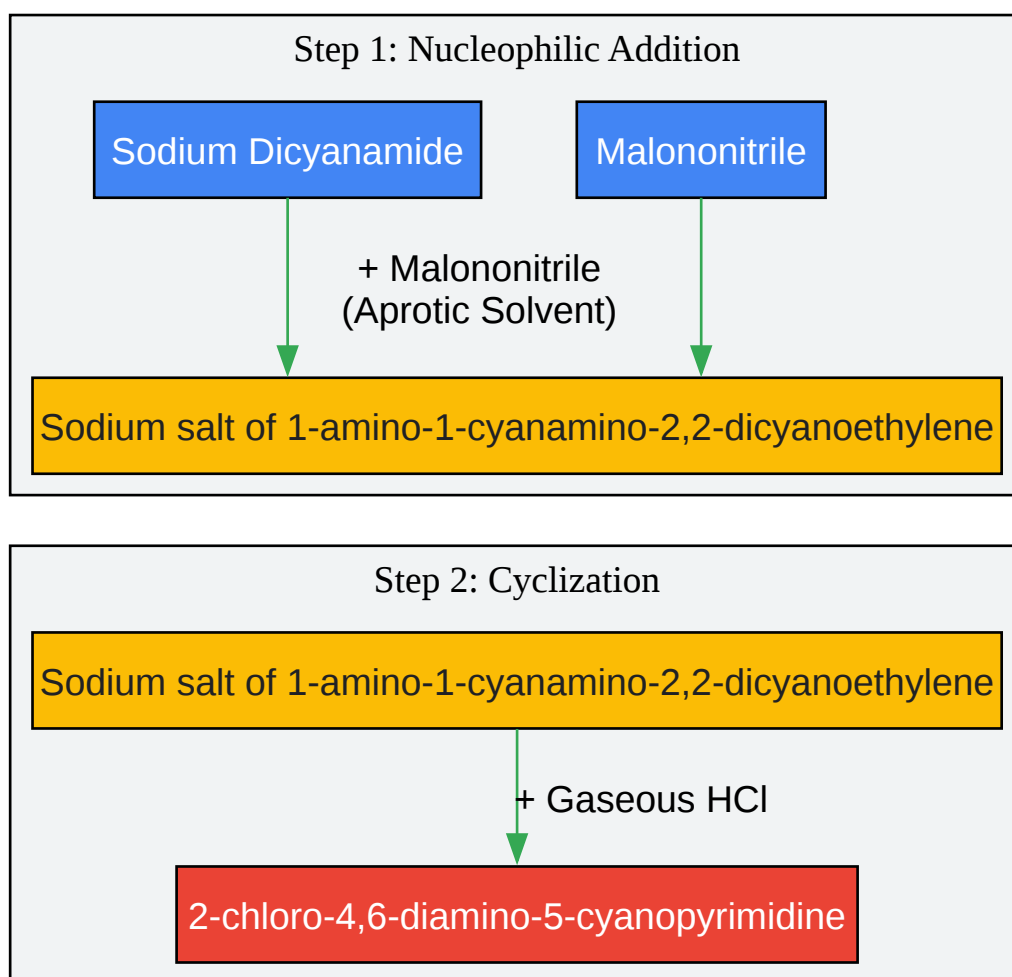 Step 1: Nucleophilic Addition
Sodium Dicyanamide
Malononitrile
+ Malononitrile
(Aprotic Solvent)
Sodium salt of 1-amino-1-cyanamino-2,2-dicyanoethylene
Step 2: Cyclization
Sodium salt of 1-amino-1-cyanamino-2,2-dicyanoethylene
+ Gaseous HCl
2-chloro-4,6-diamino-5-cyanopyrimidine